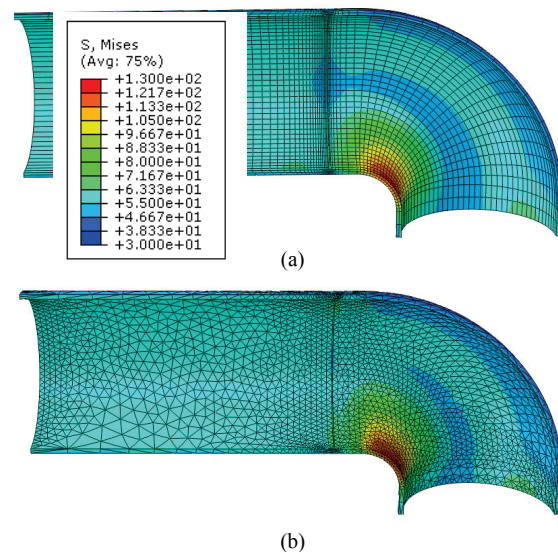 S, Mises
(Avg: 75%)
+1.300e+02
+1.217e+02
+1.133e+02
+1.050e+02
+9.667e+01
+8.833e+01
+8.000e+01
+7.167e+01
+6.333e+01
+5.500e+01
+4.667e+01
+3.833e+01
+3.000e+01
(a)
(b)